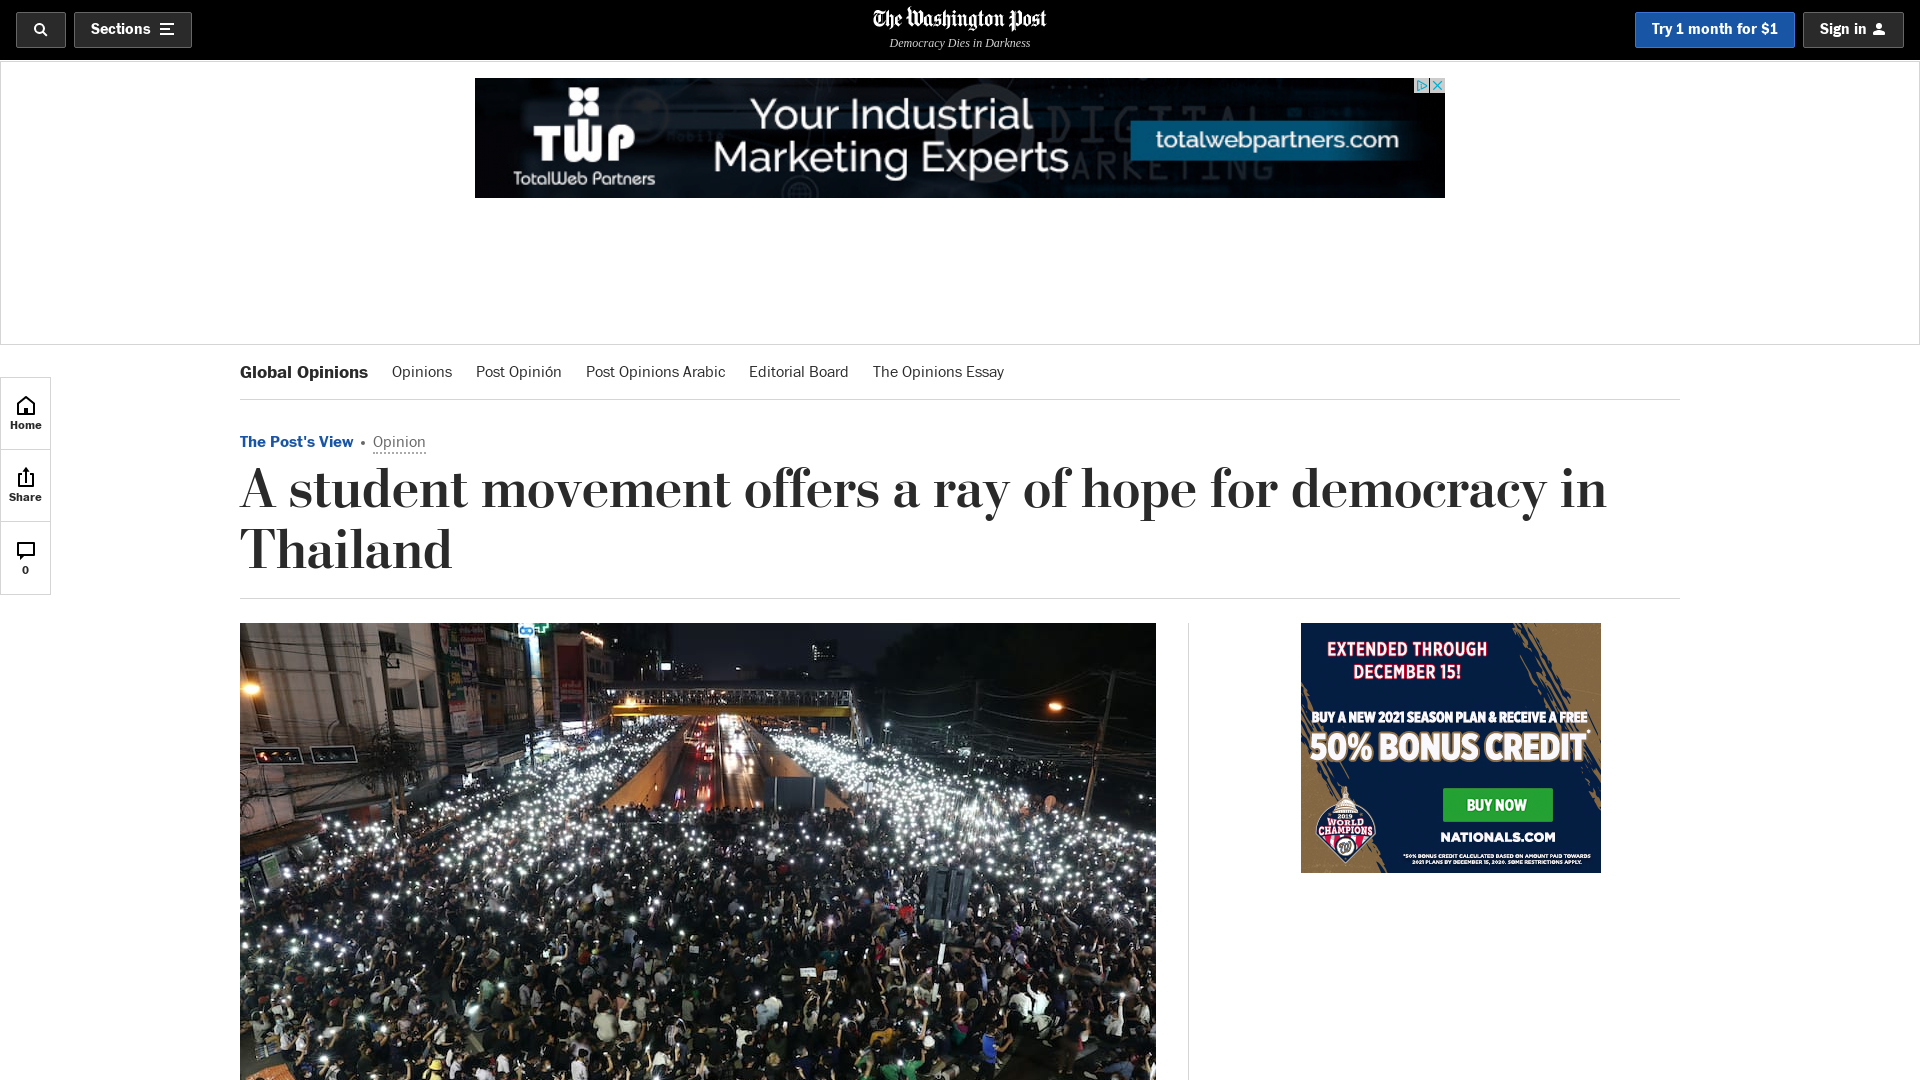 Sections
The Washington Post
Democracy Dies in Darkness
Try 1 month for $1
Sign in
TWP
TotalWeb Partners
Your Industrial
Marketing Experts
DIGITAL
MARKETING
totalwebpartners.com
Global Opinions
Opinions
Post Opinión
Post Opinions Arabic
Editorial Board
The Opinions Essay
Home
Share
0
The Post's View • Opinion
A student movement offers a ray of hope for democracy in
Thailand
EXTENDED THROUGH
DECEMBER 15!
BUY A NEW 2021 SEASON PLAN & RECEIVE A FREE
50% BONUS CREDIT*
BUY NOW
NATIONALS.COM
2019
WORLD
CHAMPIONS
W
*50% BONUS CREDIT CALCULATED BASED ON AMOUNT PAID TOWARDS
2021 PLANS BY DECEMBER 15, 2020. SOME RESTRICTIONS APPLY.